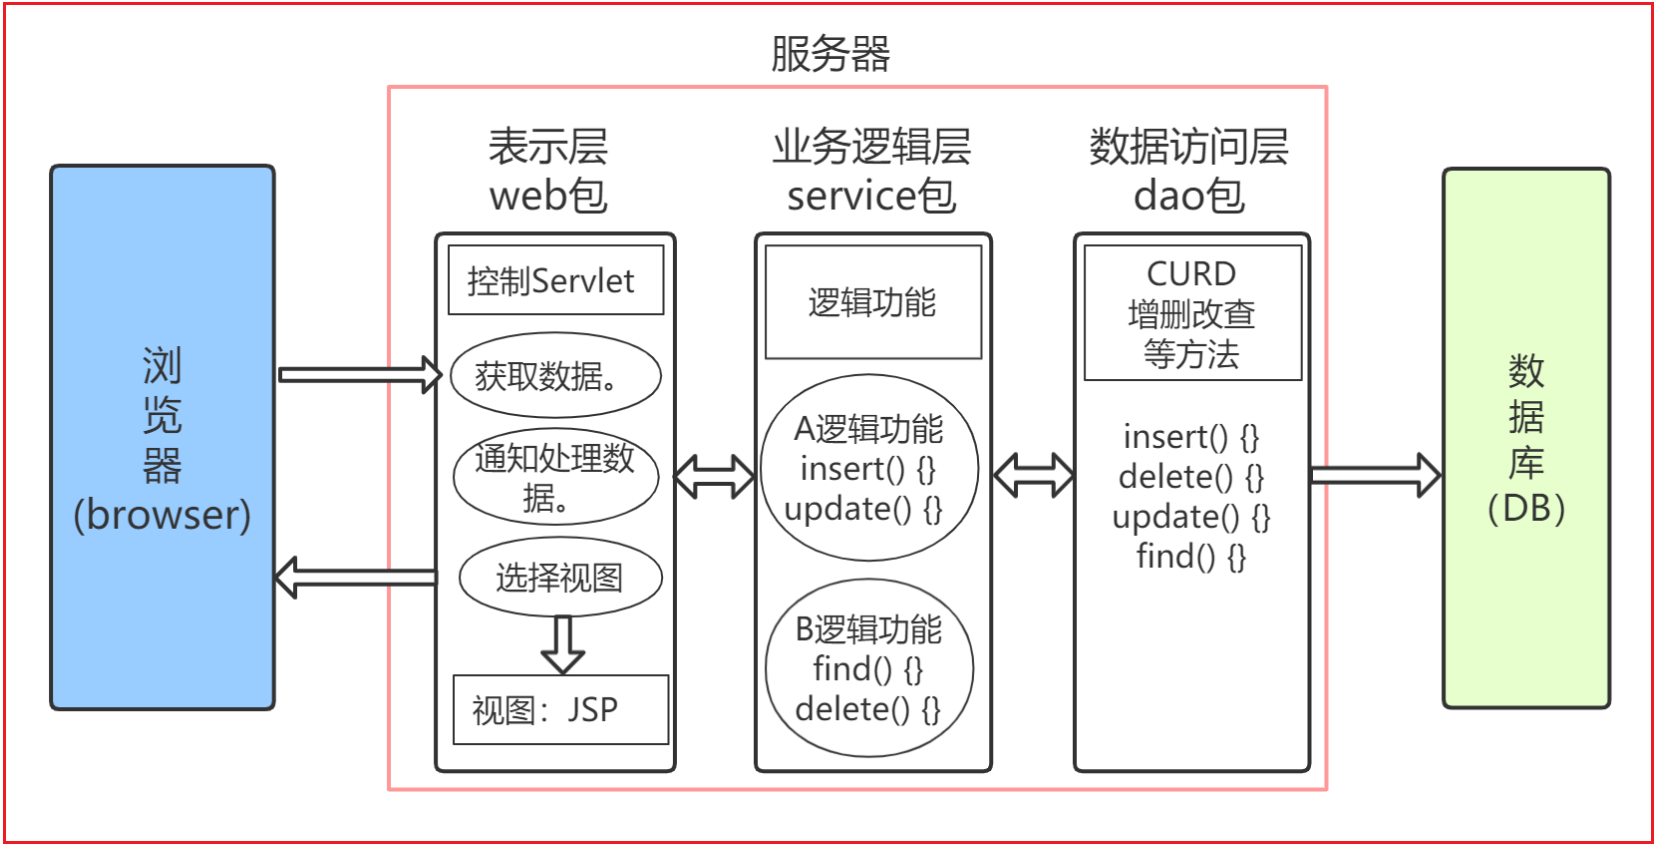 服务器
浏
览
器
(browser)
表示层
web包
控制Servlet
获取数据。
通知处理数
据。
选择视图
视图：JSP
业务逻辑层
service包
逻辑功能
A逻辑功能
insert() {}
update() {}
B逻辑功能
find() {}
delete() {}
数据访问层
dao包
CURD
增删改查
等方法
insert() {}
delete() {}
update() {}
find() {}
数
据
库
（DB）